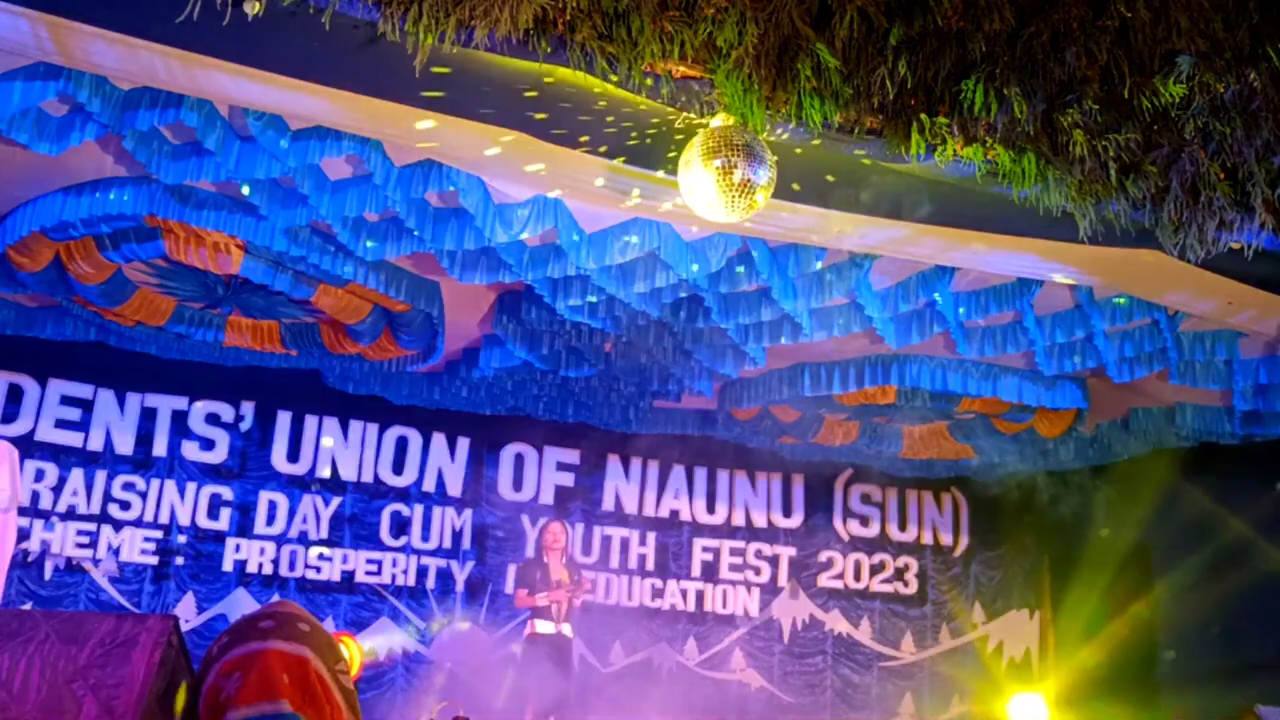 DENTS' UNION OF NIAUNU (SUN)
RAISING DAY CUM YOUTH FEST 2023
THEME : PROSPERITY EDUCATION